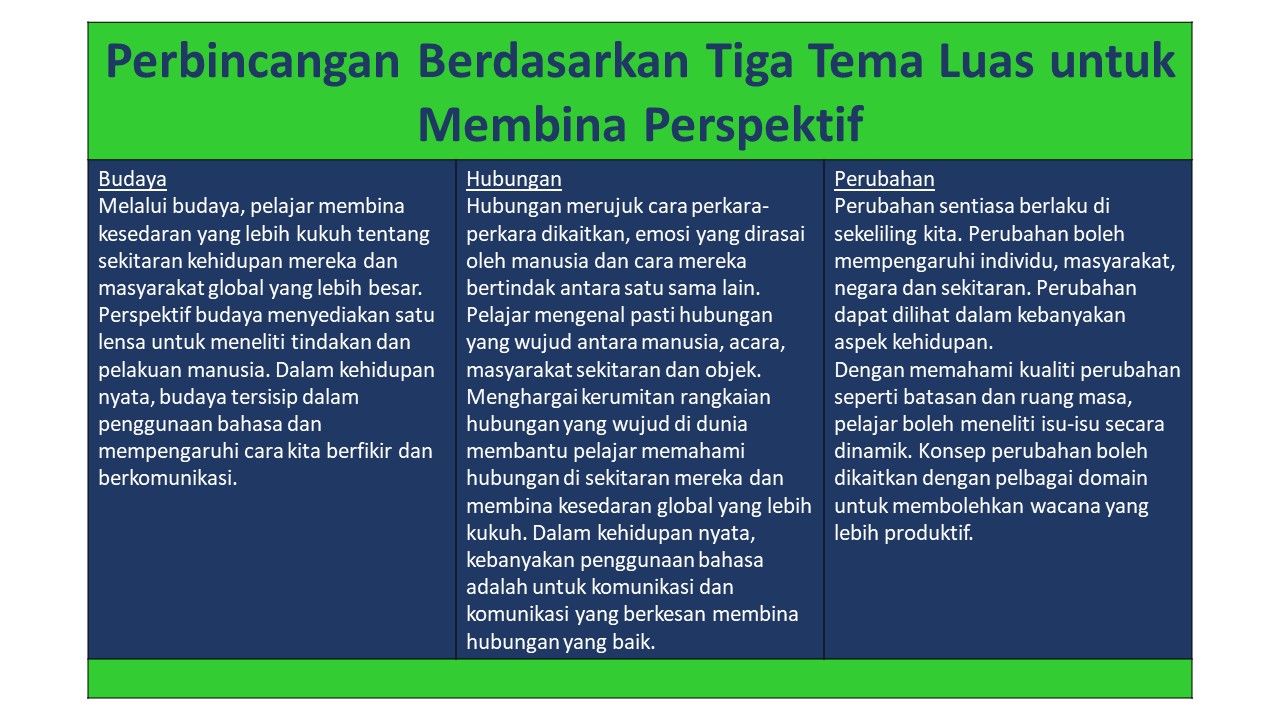 Perbincangan Berdasarkan Tiga Tema Luas untuk
Membina Perspektif
Budaya
Melalui budaya, pelajar membina
kesedaran yang lebih kukuh tentang
sekitaran kehidupan mereka dan
masyarakat global yang lebih besar.
Perspektif budaya menyediakan satu
lensa untuk meneliti tindakan dan
pelakuan manusia. Dalam kehidupan
nyata, budaya tersisip dalam
penggunaan bahasa dan
mempengaruhi cara kita berfikir dan
berkomunikasi.
Hubungan
Hubungan merujuk cara perkara-
perkara dikaitkan, emosi yang dirasai
oleh manusia dan cara mereka
bertindak antara satu sama lain.
Pelajar mengenal pasti hubungan
yang wujud antara manusia, acara,
masyarakat sekitaran dan objek.
Menghargai kerumitan rangkaian
hubungan yang wujud di dunia
membantu pelajar memahami
hubungan di sekitaran mereka dan
membina kesedaran global yang lebih
kukuh. Dalam kehidupan nyata,
kebanyakan penggunaan bahasa
adalah untuk komunikasi dan
komunikasi yang berkesan membina
hubungan yang baik.
Perubahan
Perubahan sentiasa berlaku di
sekeliling kita. Perubahan boleh
mempengaruhi individu, masyarakat,
negara dan sekitaran. Perubahan
dapat dilihat dalam kebanyakan
aspek kehidupan.
Dengan memahami kualiti perubahan
seperti batasan dan ruang masa,
pelajar boleh meneliti isu-isu secara
dinamik. Konsep perubahan boleh
dikaitkan dengan pelbagai domain
untuk membolehkan wacana yang
lebih produktif.